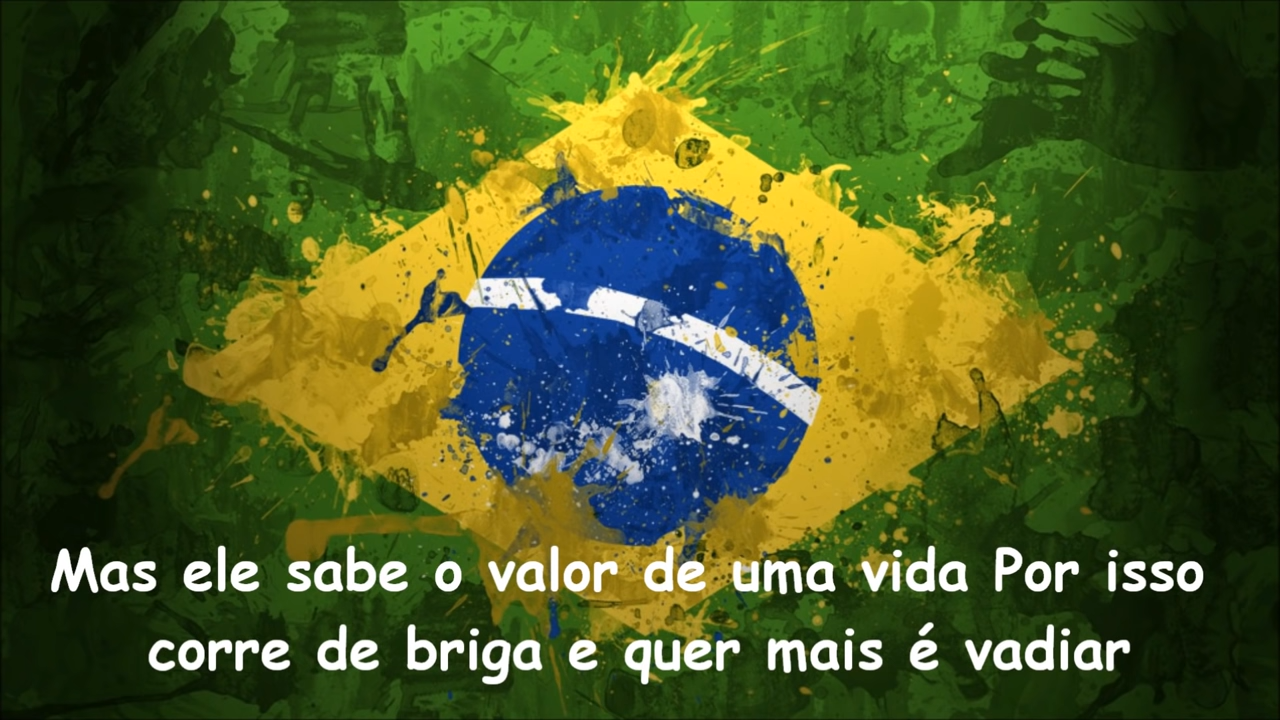 Mas ele sabe o valor de uma vida Por isso
corre de briga e quer mais é vadiar